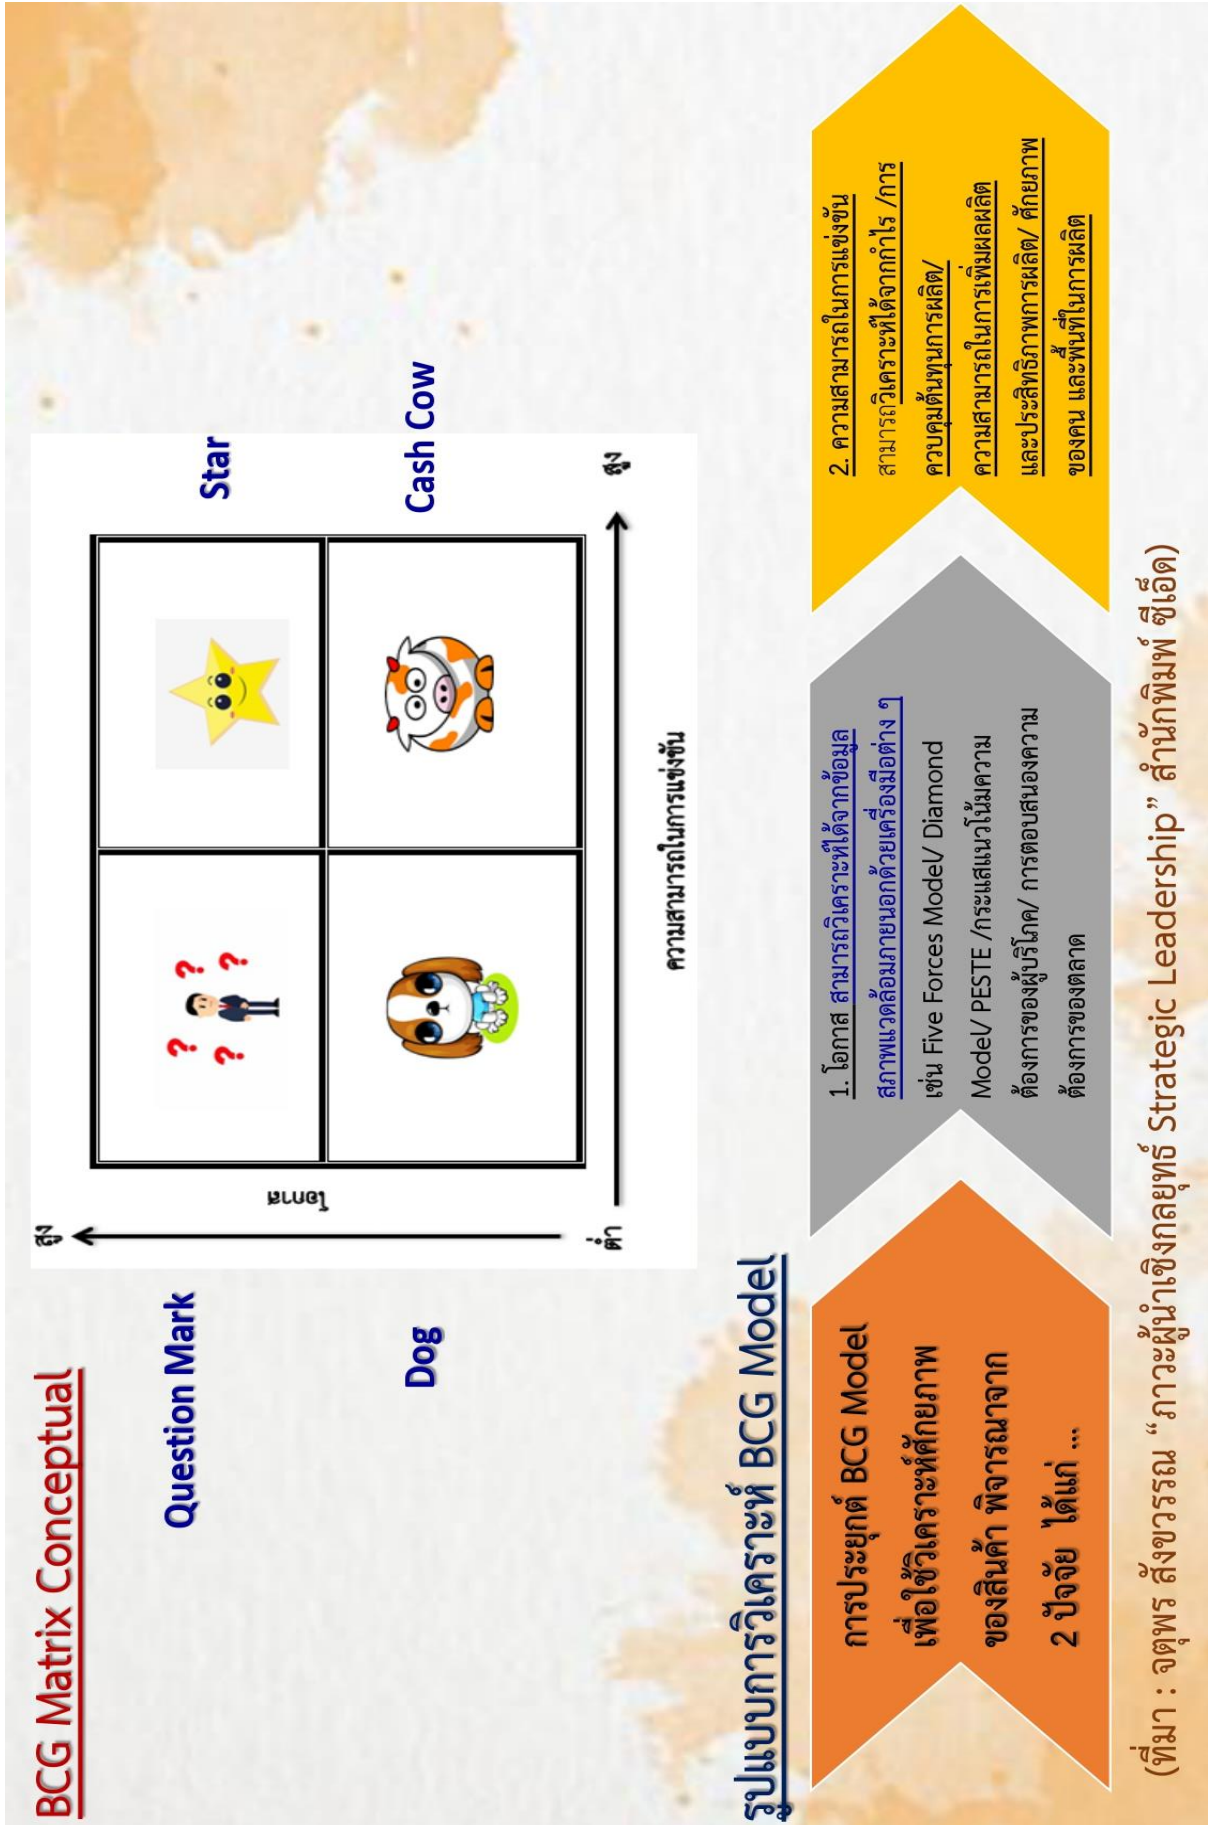 BCG Matrix Conceptual
Question Mark
Star
Dog
Cash Cow
สูง
โอกาส
ต่ำ
สูง
ความสามารถในการแข่งขัน
?
?
?
?
รูปแบบการวิเคราะห์ BCG Model
การประยุกต์ BCG Model
เพื่อใช้วิเคราะห์ศักยภาพ
ของสินค้า พิจารณาจาก
2 ปัจจัย ได้แก่ ...
1. โอกาส สามารถวิเคราะห์ได้จากข้อมูล
สภาพแวดล้อมภายนอกด้วยเครื่องมือต่าง ๆ
เช่น Five Forces Model/ Diamond
Model/ PESTE /กระแสแนวโน้มความ
ต้องการของผู้บริโภค/ การตอบสนองความ
ต้องการของตลาด
2. ความสามารถในการแข่งขัน
สามารถวิเคราะห์ได้จากกำไร /การ
ควบคุมต้นทุนการผลิต/
ความสามารถในการเพิ่มผลผลิต
และประสิทธิภาพการผลิต/ ศักยภาพ
ของคน และพื้นที่ในการผลิต
(ที่มา : จตุพร สังขวรรณ “ภาวะผู้นำเชิงกลยุทธ์ Strategic Leadership” สำนักพิมพ์ ซีเอ็ด)